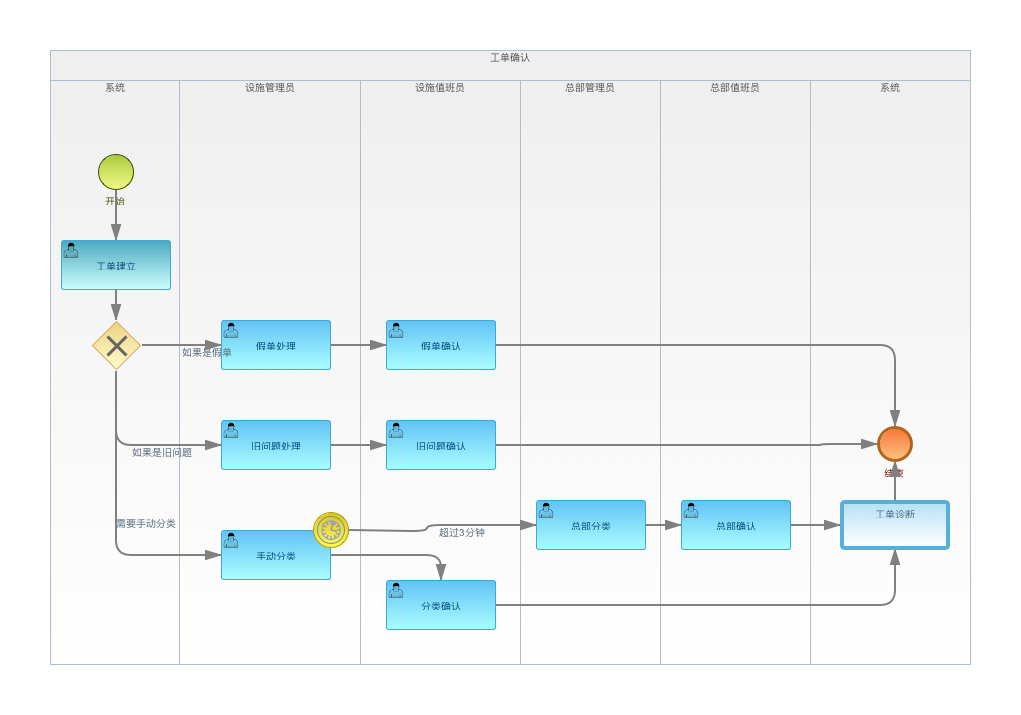 工单确认
系统
设施管理员
设施值班员
总部管理员
总部值班员
系统
开始
工单建立
如果是假单
假单处理
假单确认
如果是旧问题
旧问题处理
旧问题确认
结束
需要手动分类
手动分类
超过3分钟
总部分类
总部确认
工单诊断
分类确认